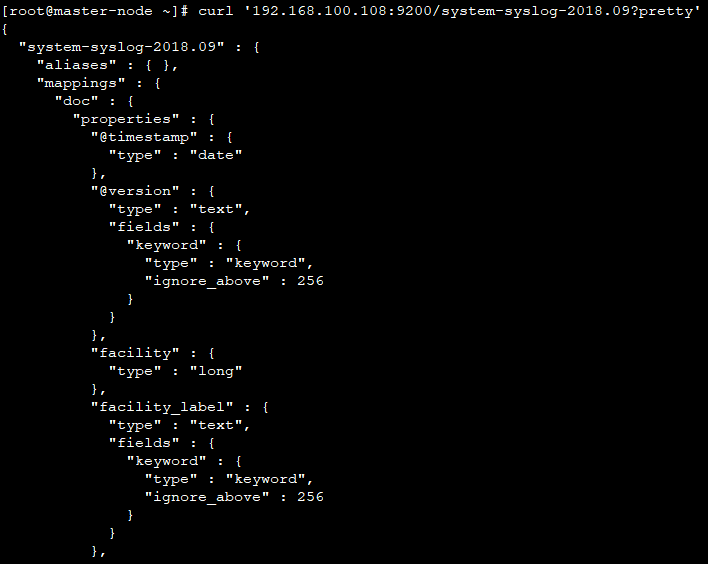 [root@master-node ~]# curl '192.168.100.108:9200/system-syslog-2018.09?pretty'
{
  "system-syslog-2018.09" : {
    "aliases" : { },
    "mappings" : {
      "doc" : {
        "properties" : {
          "@timestamp" : {
            "type" : "date"
          },
          "@version" : {
            "type" : "text",
            "fields" : {
              "keyword" : {
                "type" : "keyword",
                "ignore_above" : 256
              }
            }
          },
          "facility" : {
            "type" : "long"
          },
          "facility_label" : {
            "type" : "text",
            "fields" : {
              "keyword" : {
                "type" : "keyword",
                "ignore_above" : 256
              }
            }
          },